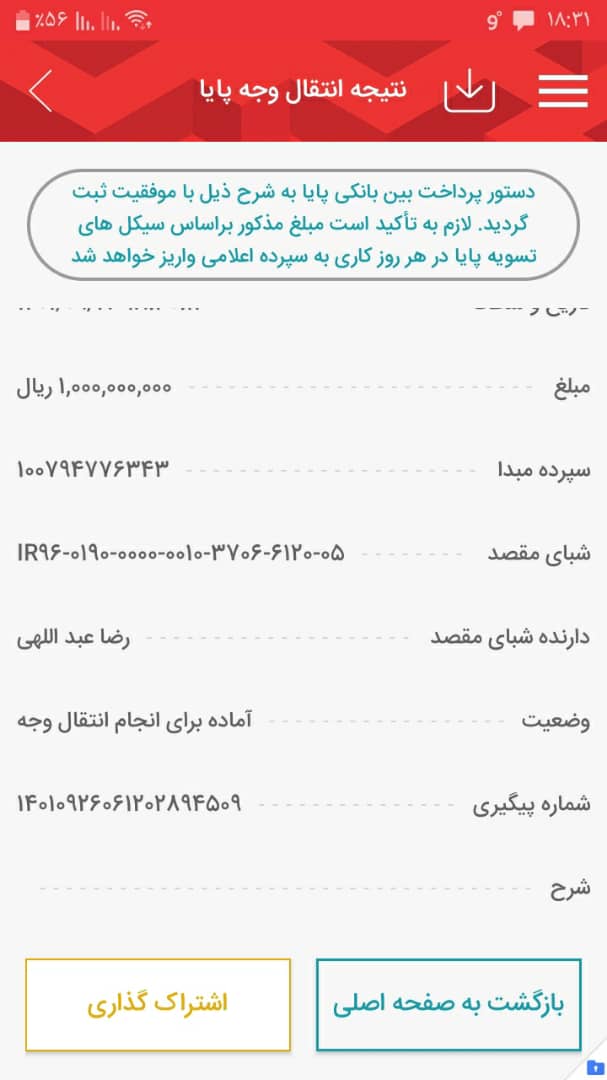 ٪۵۶ ۱۸:۳۱
نتیجه انتقال وجه پایا
دستور پرداخت بین بانکی پایا به شرح ذیل با موفقیت ثبت
گردید. لازم به تأکید است مبلغ مذکور براساس سیکل های
تسویه پایا در هر روز کاری به سپرده اعلامی واریز خواهد شد
مبلغ ۱,۰۰۰,۰۰۰,۰۰۰ ریال
سپرده مبدا ۱۰۰۷۹۴۷۷۶۳۴۳
شبای مقصد IR۹۶-۰۱۹۰-۰۰۰۰-۰۰۱۰-۳۷۰۶-۶۱۲۰-۰۵
دارنده شبای مقصد رضا عبد اللهی
وضعیت آماده برای انجام انتقال وجه
شماره پیگیری ۱۴۰۱۰۹۲۶۰۶۱۲۰۲۸۹۴۵۰۹
شرح
بازگشت به صفحه اصلی
اشتراک گذاری